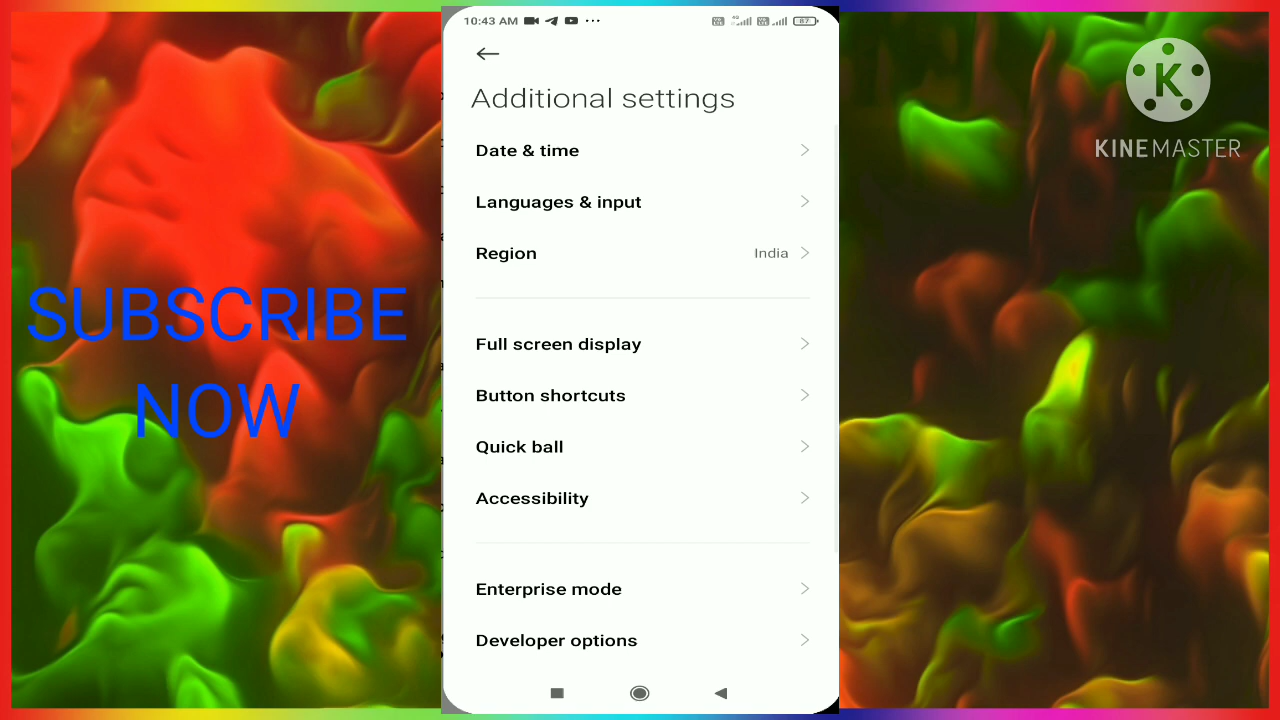 10:43 AM
87
Additional settings
Date & time
Languages & input
Region India
Full screen display
Button shortcuts
Quick ball
Accessibility
Enterprise mode
Developer options
SUBSCRIBE
NOW
K
KINEMASTER